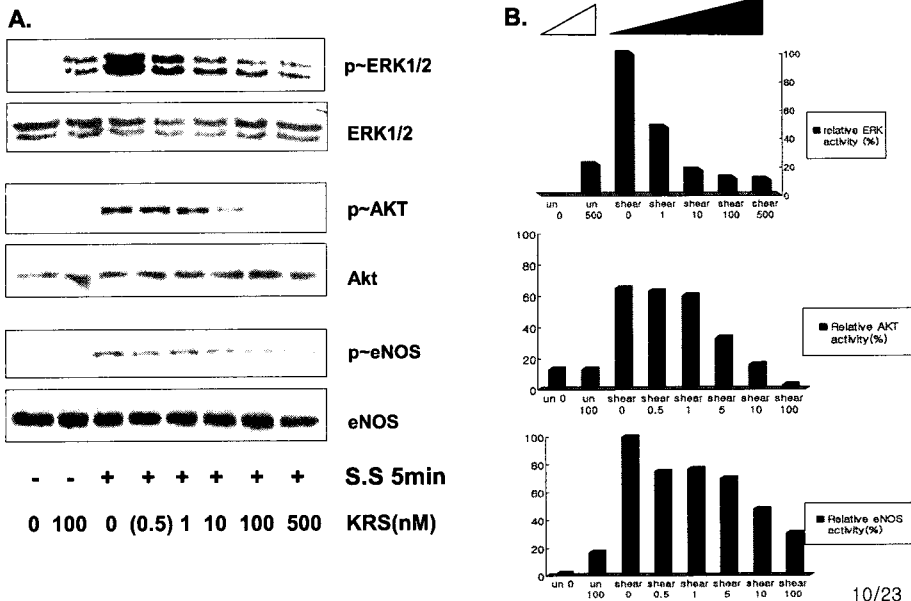 A.
p~ERK1/2
ERK1/2
p~AKT
Akt
p~eNOS
eNOS
- - + + + + + + S.S 5min
0 100 0 (0.5) 1 10 100 500 KRS(nM)
B.
100
80
60
40
20
0
un 0
un 500
shear 0
shear 1
shear 10
shear 100
shear 500
relative ERK
activity (%)
100
80
60
40
20
0
un 0
un 100
shear 0
shear 0.5
shear 1
shear 5
shear 10
shear 100
Relative AKT
activity(%)
100
80
60
40
20
0
un 0
un 100
shear 0
shear 0.5
shear 1
shear 5
shear 10
shear 100
Relative eNOS
activity(%)
10/23